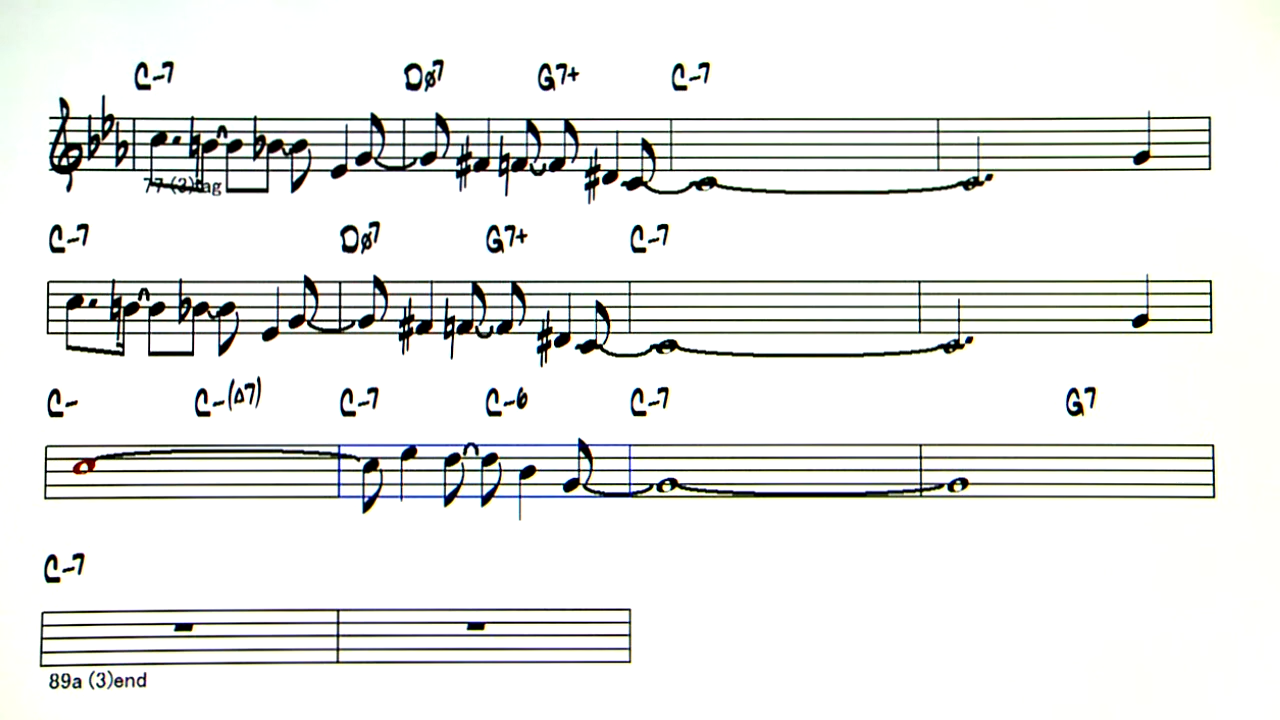 C-7 Dø7 G7+ C-7
77 (3)tag
C-7 Dø7 G7+ C-7
C- C-(Δ7) C-7 C-6 C-7 G7
C-7
89a (3)end